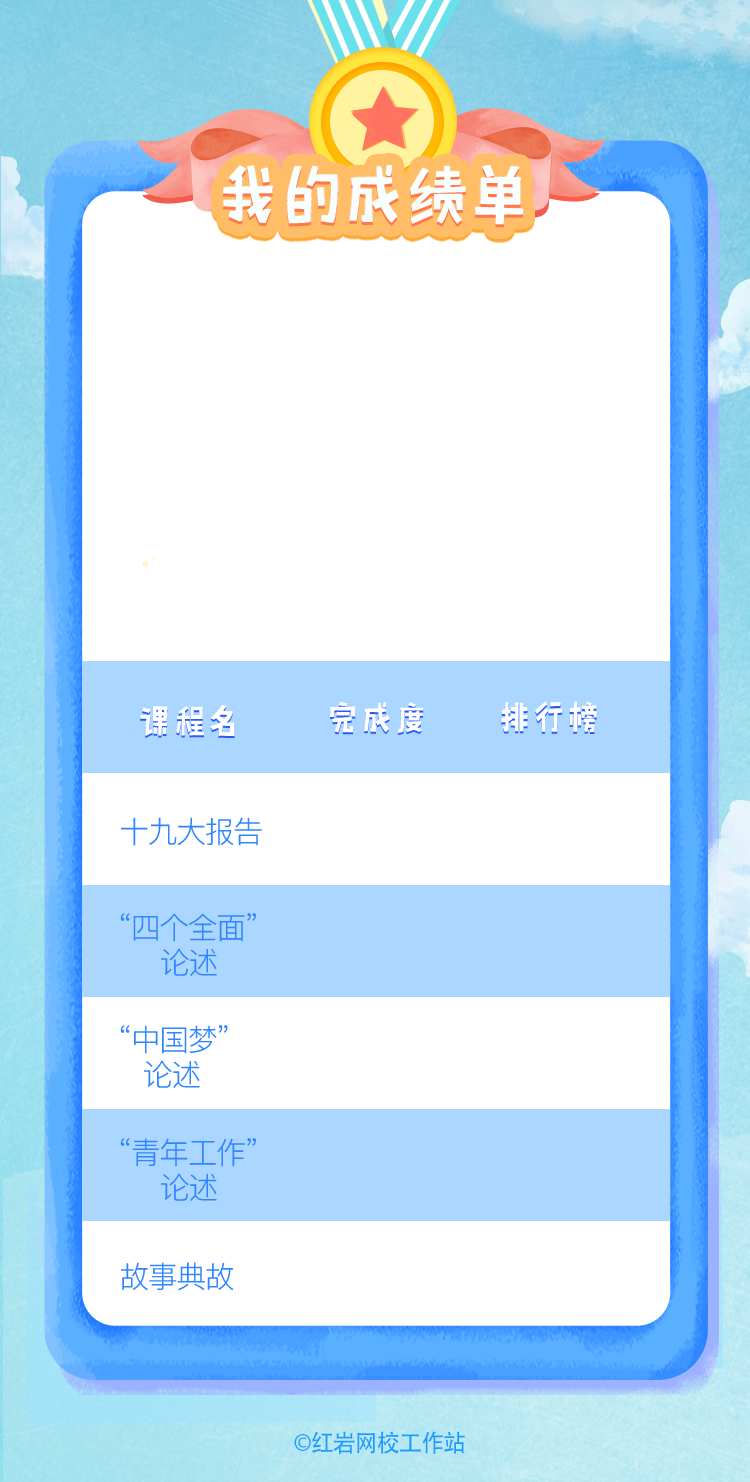 我的成绩单
课程名 完成度 排行榜
十九大报告
“四个全面”
论述
“中国梦”
论述
“青年工作”
论述
故事典故
©红岩网校工作站